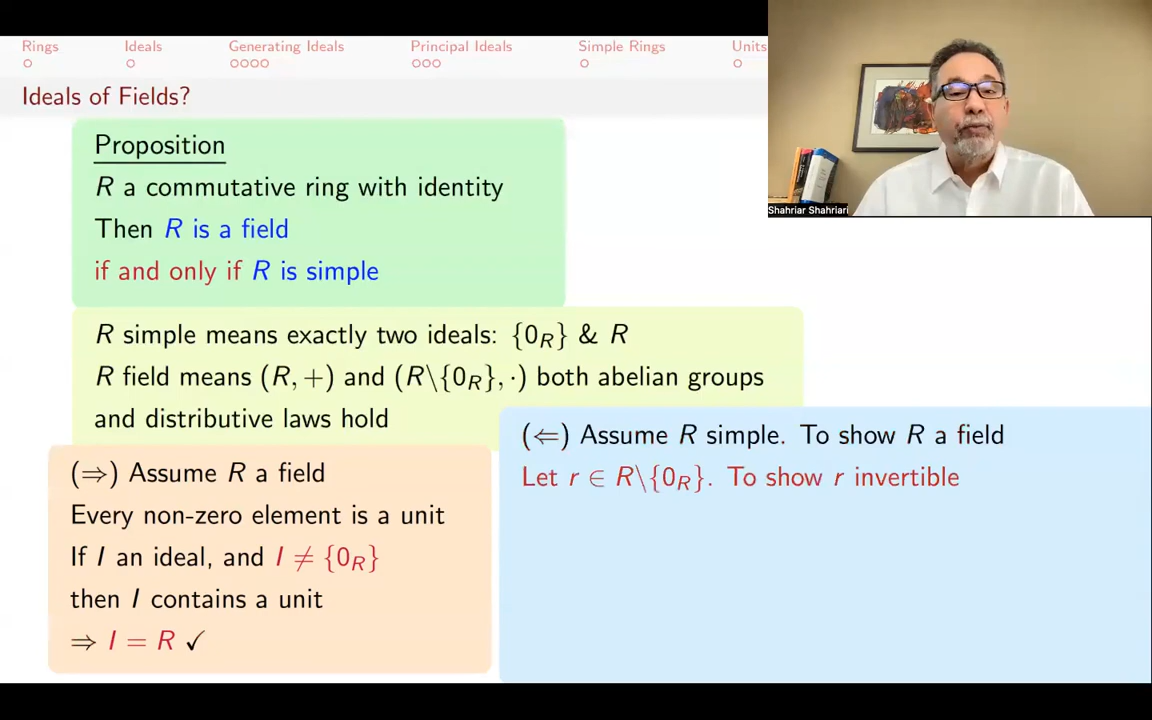 Rings Ideals Generating Ideals Principal Ideals Simple Rings Units
Ideals of Fields?
Proposition
R a commutative ring with identity
Then R is a field
if and only if R is simple
R simple means exactly two ideals: {0_R} & R
R field means (R, +) and (R\{0_R}, ·) both abelian groups
and distributive laws hold
(⇒) Assume R a field
Every non-zero element is a unit
If I an ideal, and I ≠ {0_R}
then I contains a unit
⇒ I = R ✓
(⇐) Assume R simple. To show R a field
Let r ∈ R\{0_R}. To show r invertible
Shahriar Shahriari